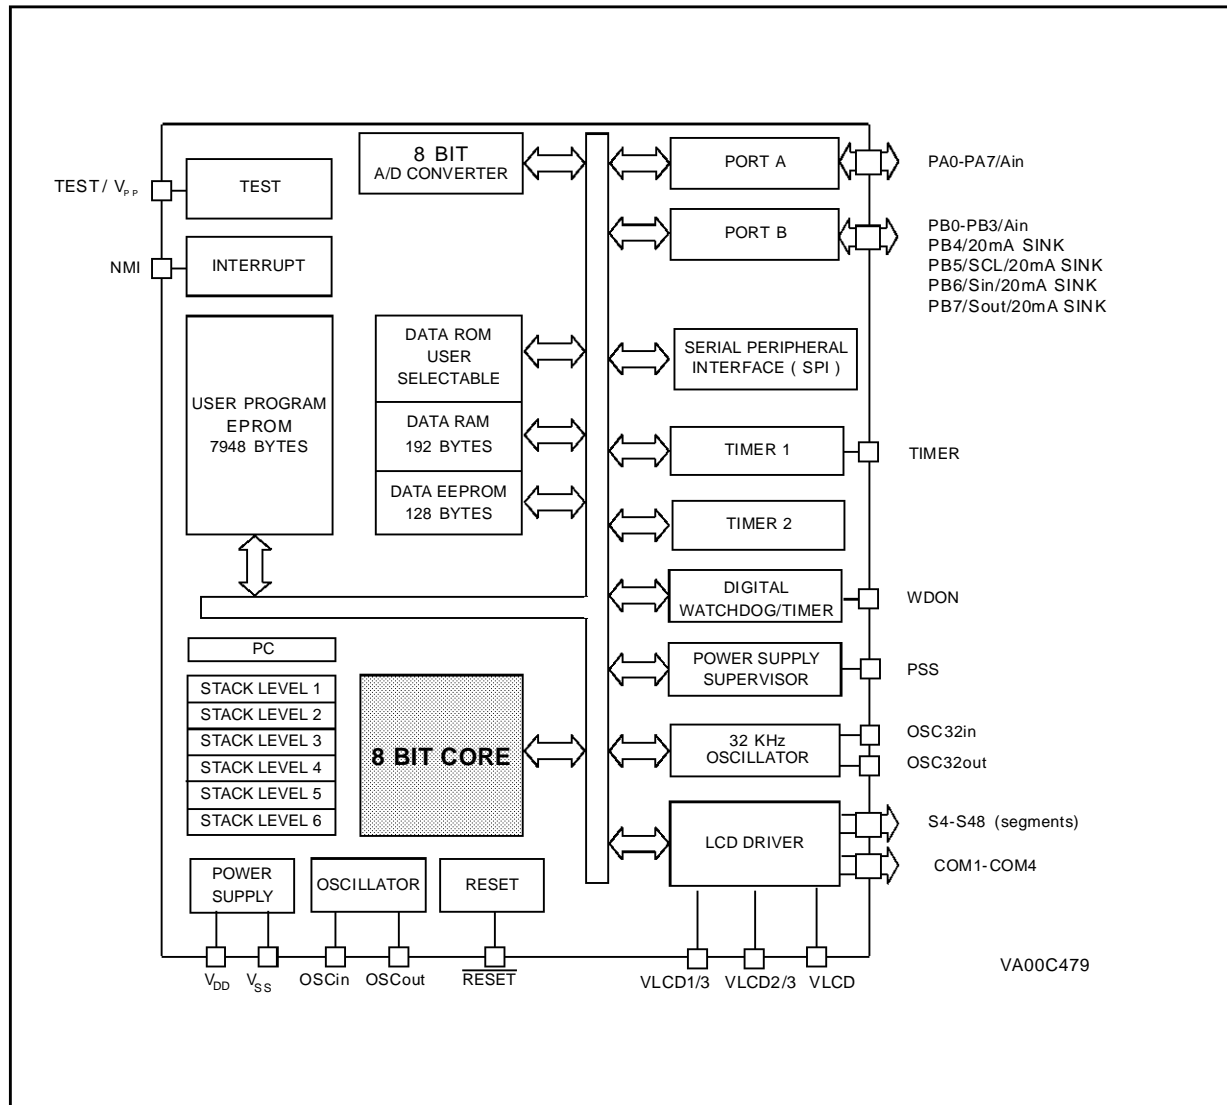 8 BIT
A/D CONVERTER
PORT A
PA0-PA7/Ain
TEST / VPP
TEST
PORT B
PB0-PB3/Ain
PB4/20mA SINK
PB5/SCL/20mA SINK
PB6/Sin/20mA SINK
PB7/Sout/20mA SINK
NMI
INTERRUPT
USER PROGRAM
EPROM
7948 BYTES
DATA ROM
USER
SELECTABLE
DATA RAM
192 BYTES
DATA EEPROM
128 BYTES
SERIAL PERIPHERAL
INTERFACE ( SPI )
TIMER 1
TIMER
TIMER 2
DIGITAL
WATCHDOG/TIMER
WDON
PC
POWER SUPPLY
SUPERVISOR
PSS
STACK LEVEL 1
STACK LEVEL 2
STACK LEVEL 3
STACK LEVEL 4
STACK LEVEL 5
STACK LEVEL 6
8 BIT CORE
32 KHz
OSCILLATOR
OSC32in
OSC32out
LCD DRIVER
S4-S48 (segments)
COM1-COM4
POWER
SUPPLY
OSCILLATOR
RESET
VDD
VSS
OSCin
OSCout
RESET
VLCD1/3
VLCD2/3
VLCD
VA00C479